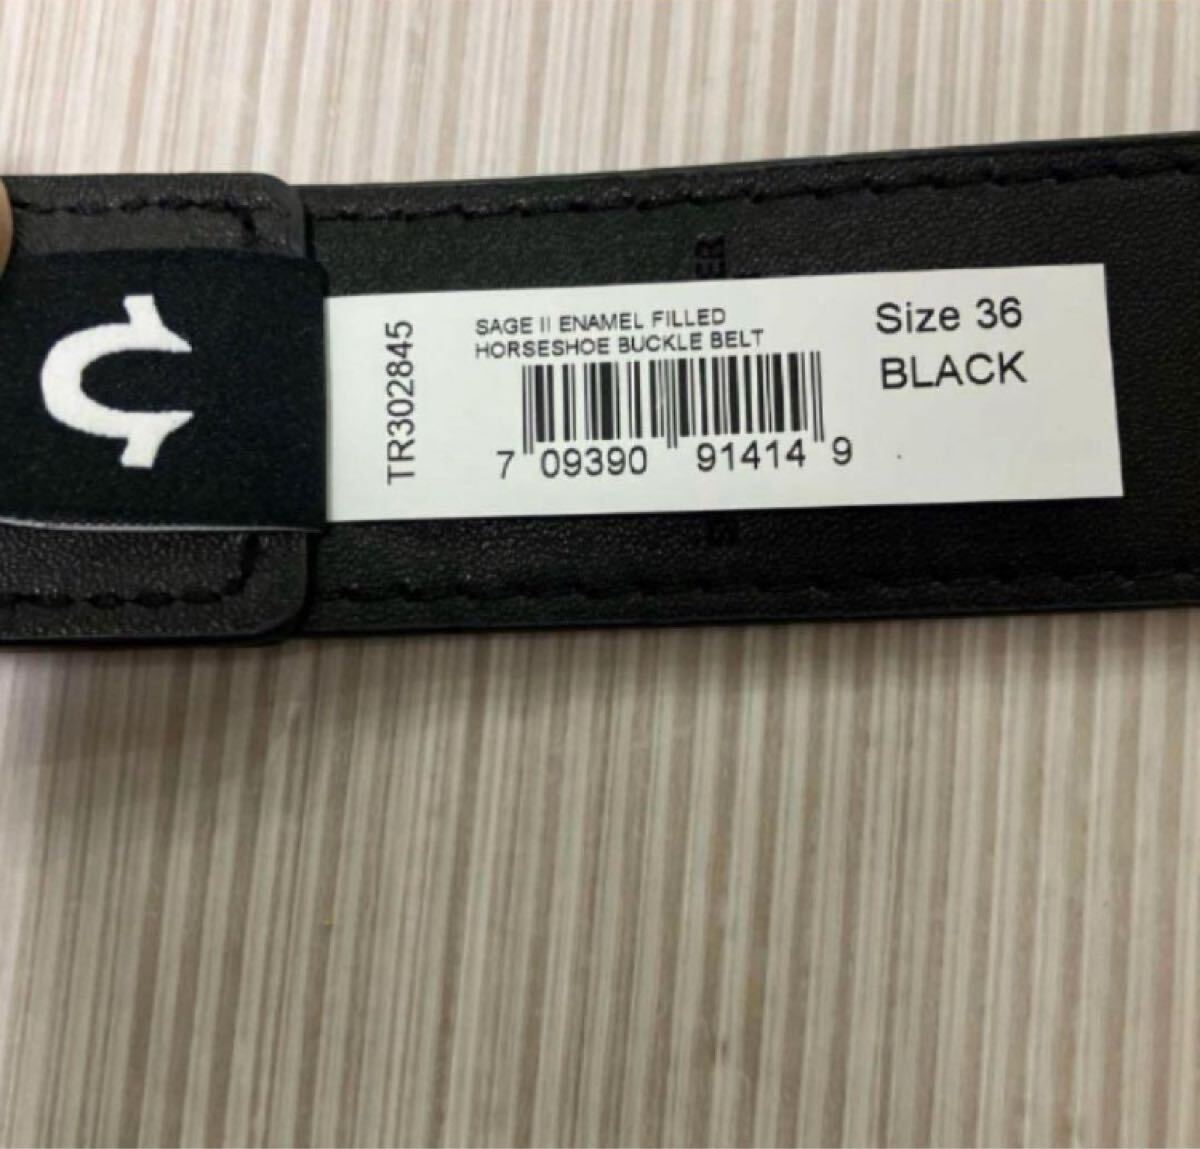 TR302845
SAGE II ENAMEL FILLED
HORSESHOE BUCKLE BELT
7 09390 91414 9
Size 36
BLACK